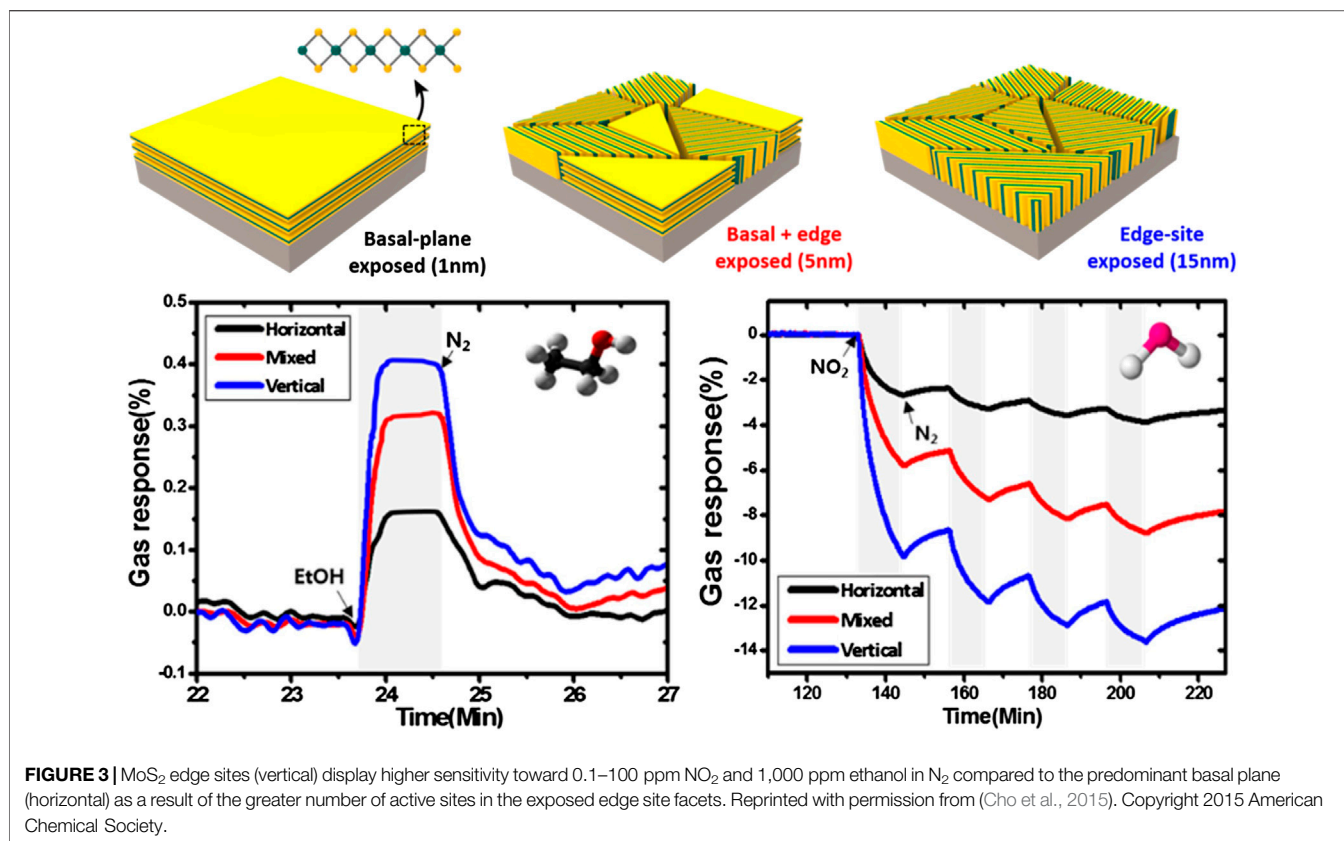 Basal-plane
exposed (1nm)
Basal + edge
exposed (5nm)
Edge-site
exposed (15nm)
0.5
0.4
0.3
0.2
0.1
0.0
-0.1
Gas response(%)
Horizontal
Mixed
Vertical
N₂
EtOH
22 23 24 25 26 27
Time(Min)
0
-2
-4
-6
-8
-10
-12
-14
Gas response(%)
NO₂
N₂
Horizontal
Mixed
Vertical
120 140 160 180 200 220
Time(Min)
FIGURE 3 | MoS₂ edge sites (vertical) display higher sensitivity toward 0.1–100 ppm NO₂ and 1,000 ppm ethanol in N₂ compared to the predominant basal plane
(horizontal) as a result of the greater number of active sites in the exposed edge site facets. Reprinted with permission from (Cho et al., 2015). Copyright 2015 American
Chemical Society.